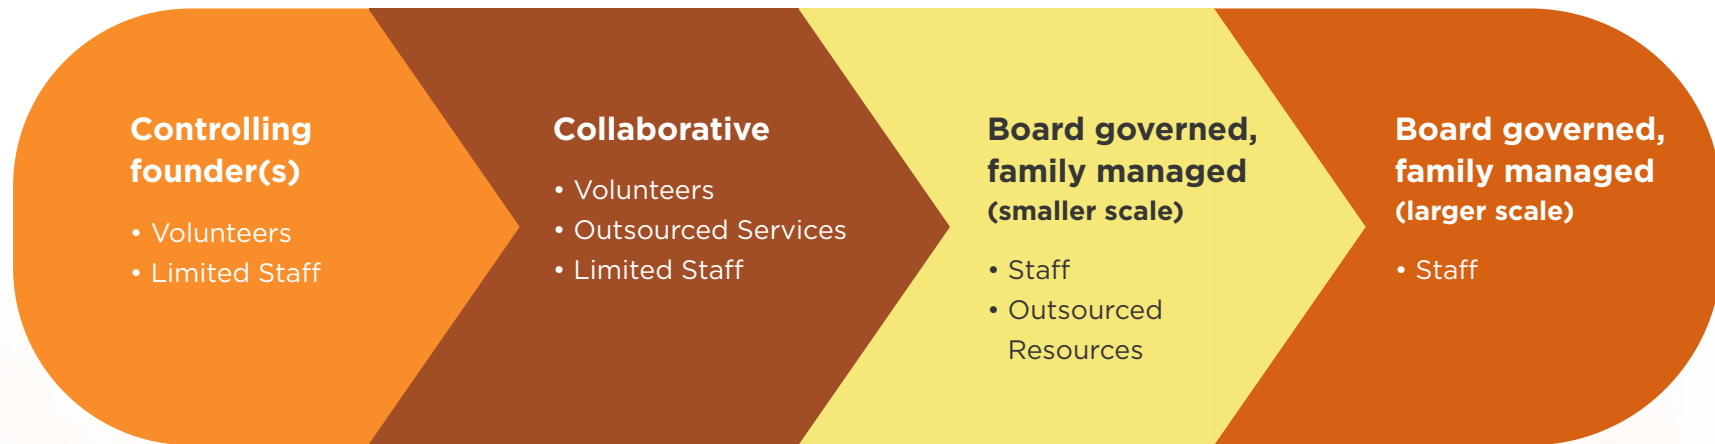 Controlling
founder(s)
• Volunteers
• Limited Staff
Collaborative
• Volunteers
• Outsourced Services
• Limited Staff
Board governed,
family managed
(smaller scale)
• Staff
• Outsourced
Resources
Board governed,
family managed
(larger scale)
• Staff